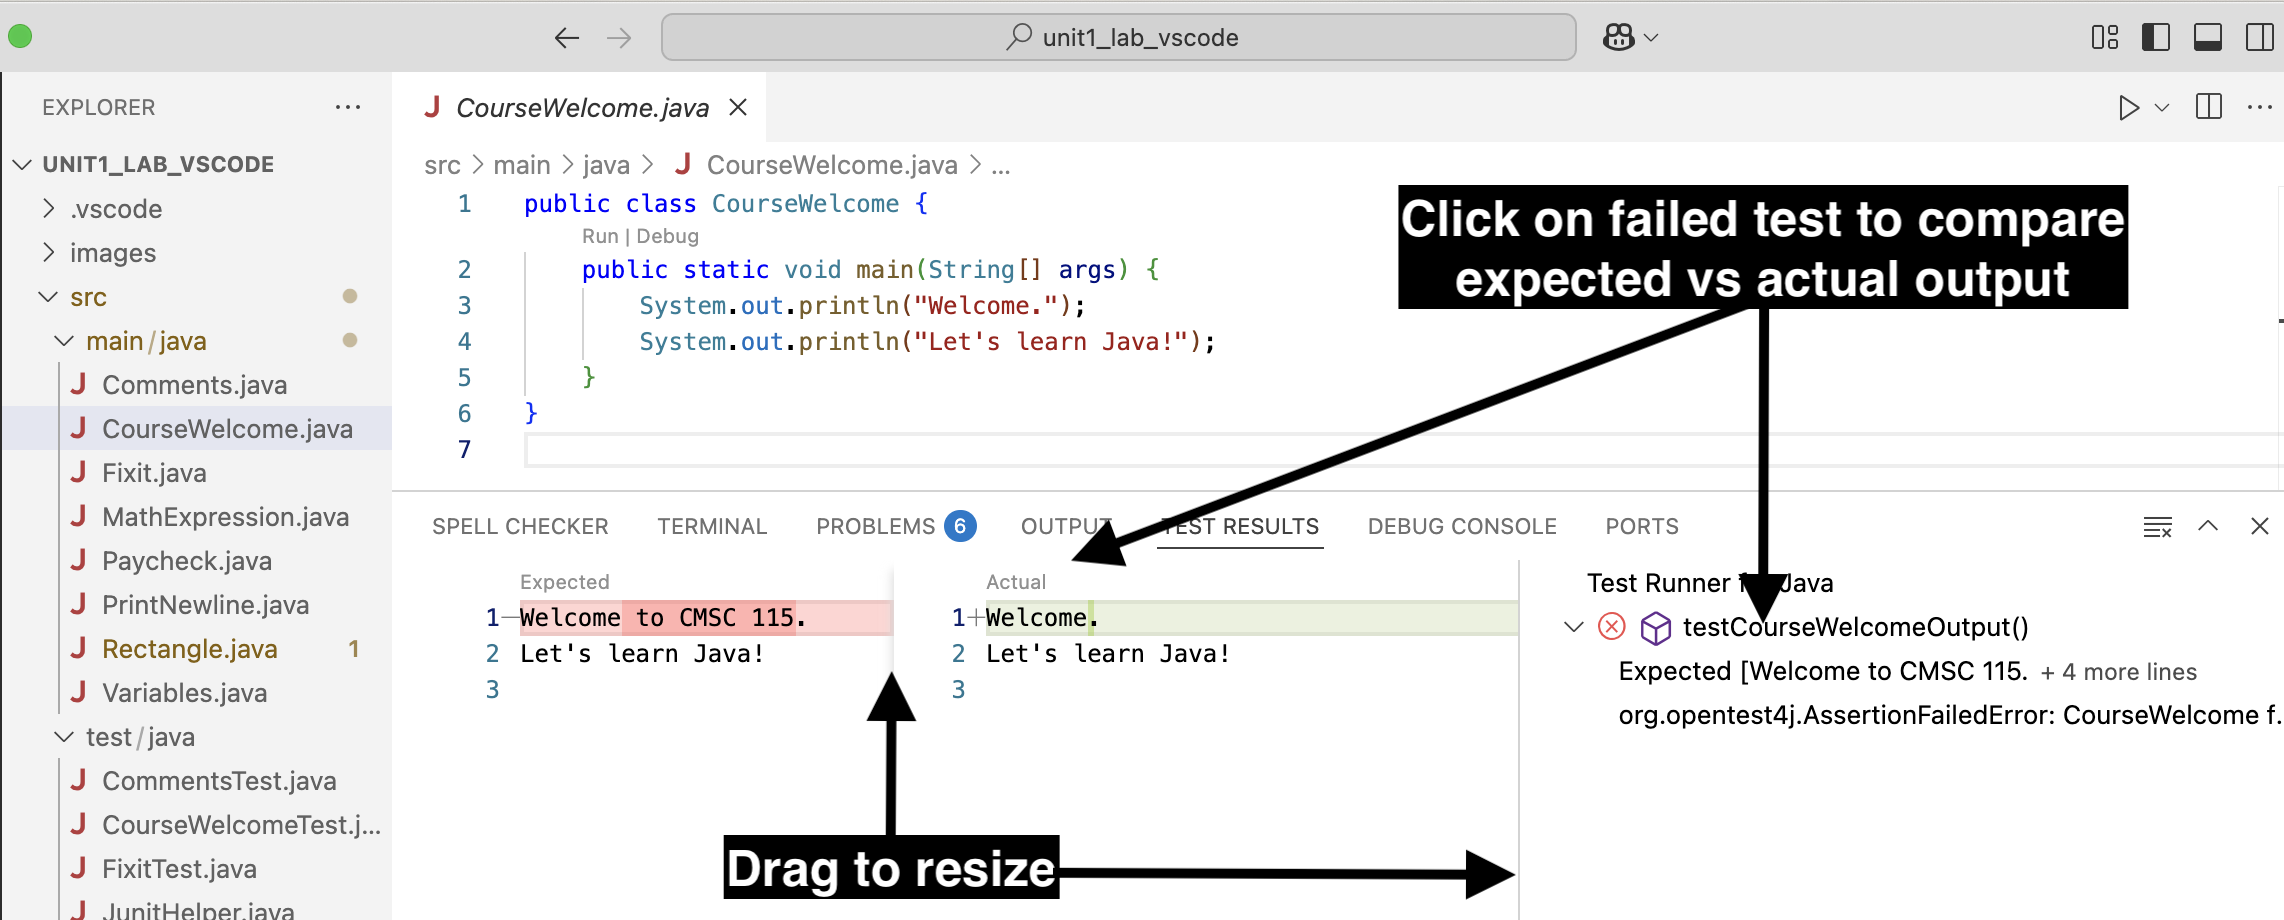 unit1_lab_vscode
EXPLORER
UNIT1_LAB_VSCODE
.vscode
images
src
main/java
Comments.java
CourseWelcome.java
Fixit.java
MathExpression.java
Paycheck.java
PrintNewline.java
Rectangle.java 1
Variables.java
test/java
CommentsTest.java
CourseWelcomeTest.j...
FixitTest.java
JunitHelper.java
J CourseWelcome.java
src > main > java > J CourseWelcome.java > ...
1 public class CourseWelcome {
Run | Debug
2 public static void main(String[] args) {
3 System.out.println("Welcome.");
4 System.out.println("Let's learn Java!");
5 }
6 }
7
Click on failed test to compare
expected vs actual output
SPELL CHECKER TERMINAL PROBLEMS 6 OUTPUT TEST RESULTS DEBUG CONSOLE PORTS
Expected
1 Welcome to CMSC 115.
2 Let's learn Java!
3
Actual
1 Welcome.
2 Let's learn Java!
3
Test Runner for Java
testCourseWelcomeOutput()
Expected [Welcome to CMSC 115. + 4 more lines
org.opentest4j.AssertionFailedError: CourseWelcome f...
Drag to resize